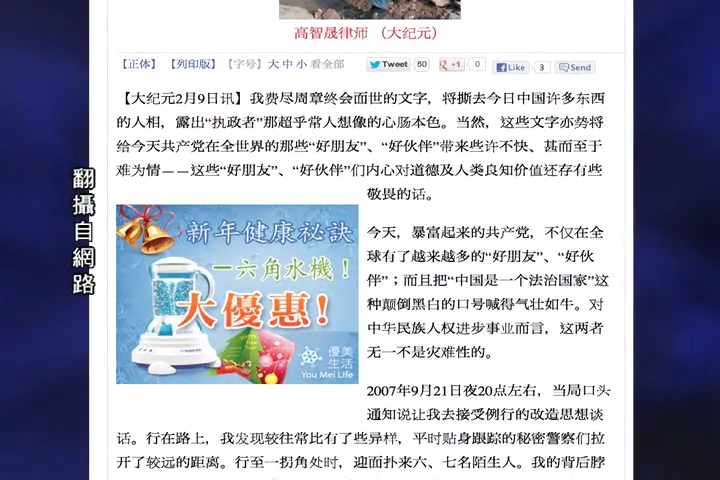 高智晟律师 （大纪元）
【正体】 【列印版】 【字号】大 中 小 看全部
Tweet 60 +1 0 Like 3 Send
【大纪元2月9日讯】我费尽周章终会面世的文字，将撕去今日中国许多东西
的人相，露出“执政者”那超乎常人想像的心肠本色。当然，这些文字亦势将
给今天共产党在全世界的那些“好朋友”、“好伙伴”带来些许不快、甚而至于
难为情——这些“好朋友”、“好伙伴”们内心对道德及人类良知价值还存有些
敬畏的话。
今天，暴富起来的共产党，不仅在全
球有了越来越多的“好朋友”、“好伙
伴”；而且把“中国是一个法治国家”这
种颠倒黑白的口号喊得气壮如牛。对
中华民族人权进步事业而言，这两者
无一不是灾难性的。
2007年9月21日夜20点左右，当局口头
通知说让我去接受例行的改造思想谈
话。行在路上，我发现较往常比有了些异样，平时贴身跟踪的秘密警察们拉
开了较远的距离。行至一拐角处时，迎面扑来六、七名陌生人。我的背后脖
新年健康祕訣
一六角水機！
大優惠！
優美
生活
You Mei Life
翻攝自網路